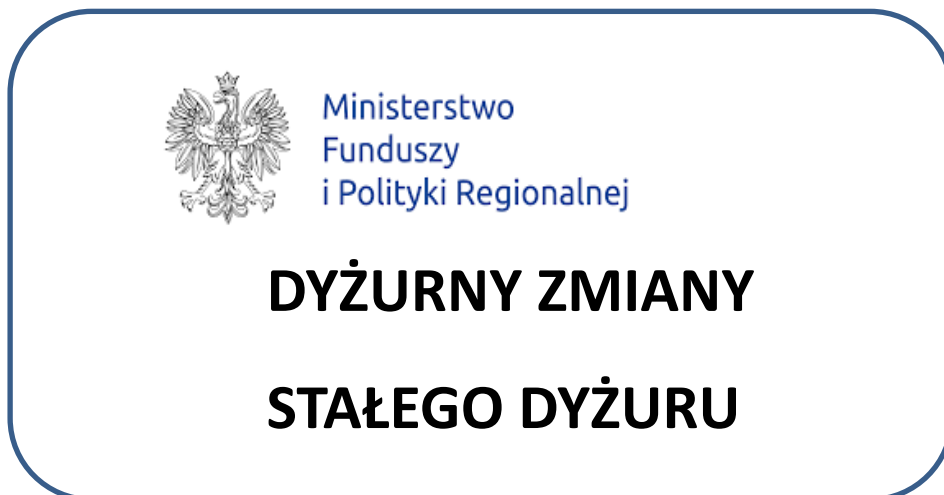 Ministerstwo
Funduszy
i Polityki Regionalnej
DYŻURNY ZMIANY
STAŁEGO DYŻURU